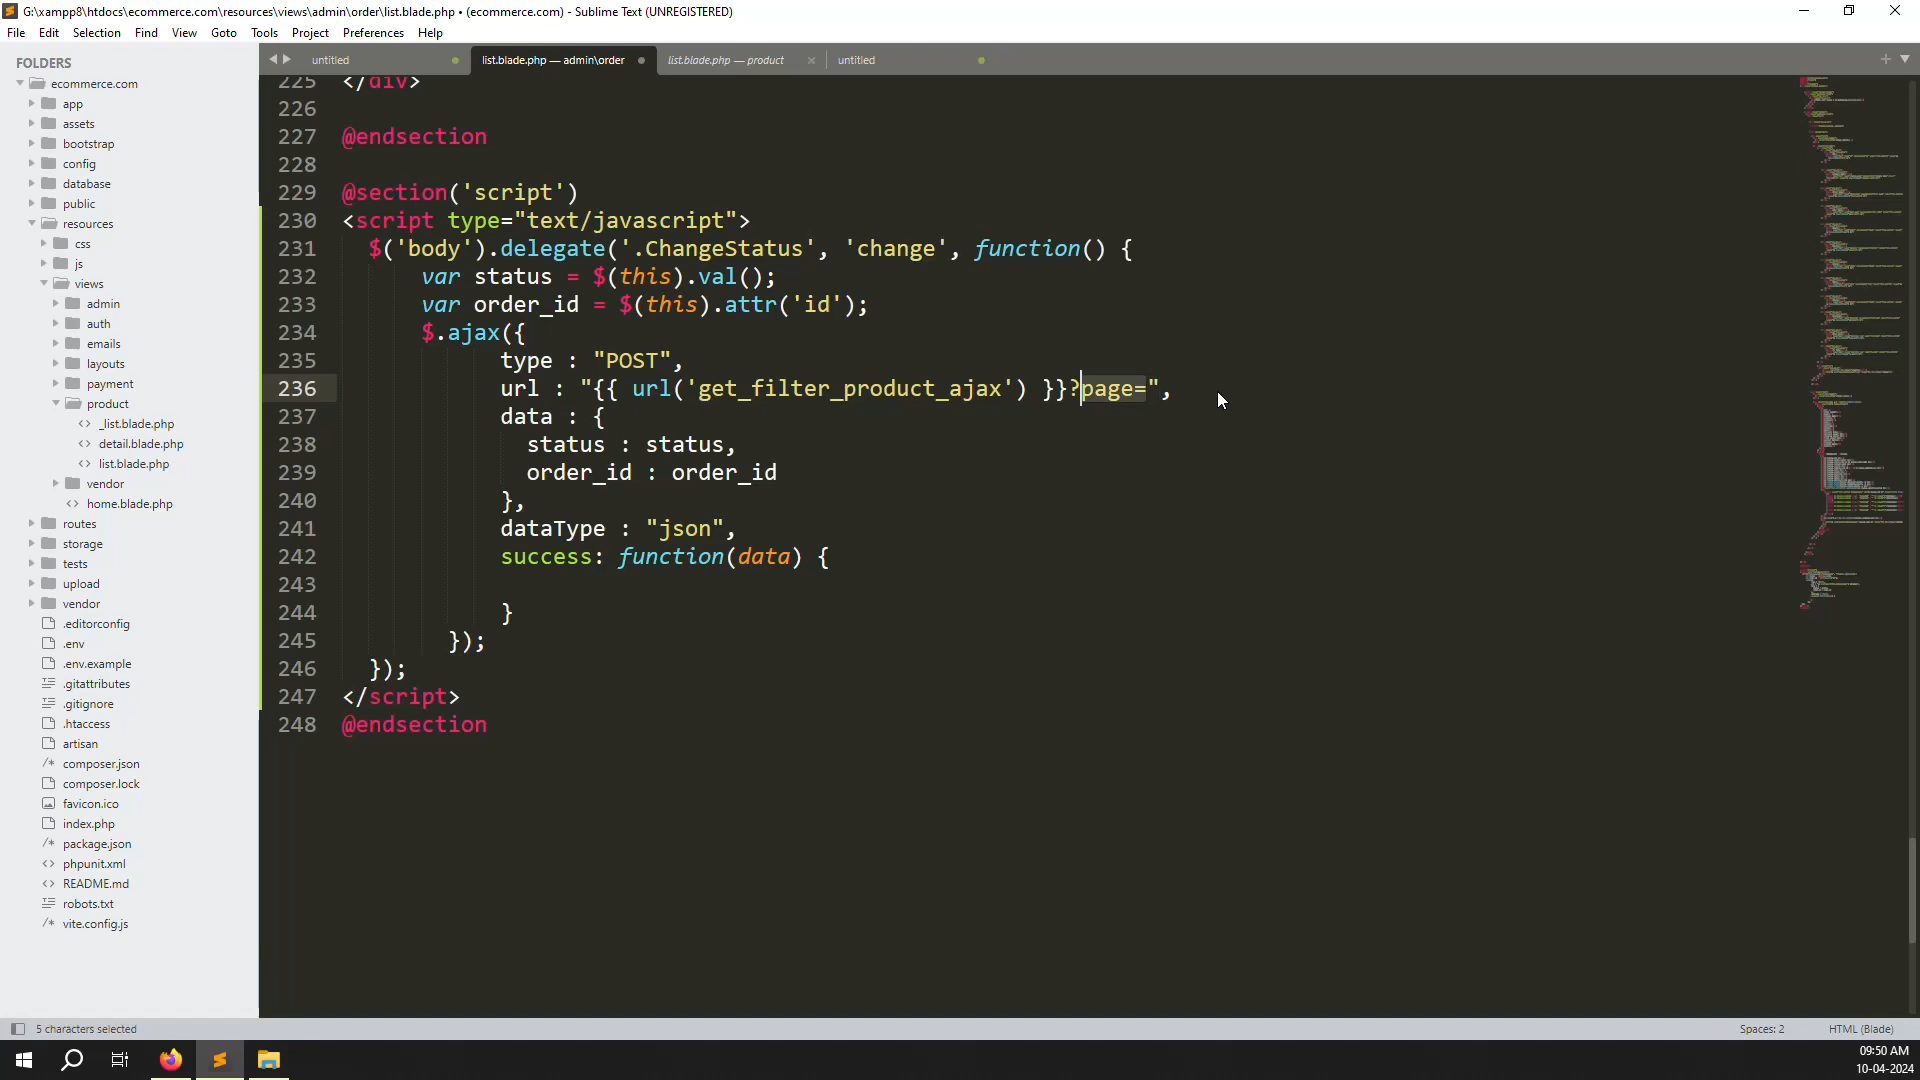 G:\xampp8\htdocs\ecommerce.com\resources\views\admin\order\list.blade.php • (ecommerce.com) - Sublime Text (UNREGISTERED)
File Edit Selection Find View Goto Tools Project Preferences Help
untitled
list.blade.php — admin\order
list.blade.php — product
untitled
FOLDERS
ecommerce.com
app
assets
bootstrap
config
database
public
resources
css
js
views
admin
auth
emails
layouts
payment
product
_list.blade.php
detail.blade.php
list.blade.php
vendor
home.blade.php
routes
storage
tests
upload
vendor
.editorconfig
.env
.env.example
.gitattributes
.gitignore
.htaccess
artisan
composer.json
composer.lock
favicon.ico
index.php
package.json
phpunit.xml
README.md
robots.txt
vite.config.js
225 </div>
226
227 @endsection
228
229 @section('script')
230 <script type="text/javascript">
231 $('body').delegate('.ChangeStatus', 'change', function() {
232 var status = $(this).val();
233 var order_id = $(this).attr('id');
234 $.ajax({
235 type : "POST",
236 url : "{{ url('get_filter_product_ajax') }}?page=",
237 data : {
238 status : status,
239 order_id : order_id
240 },
241 dataType : "json",
242 success: function(data) {
243
244 }
245 });
246 });
247 </script>
248 @endsection
5 characters selected
Spaces: 2
HTML (Blade)
09:50 AM
10-04-2024